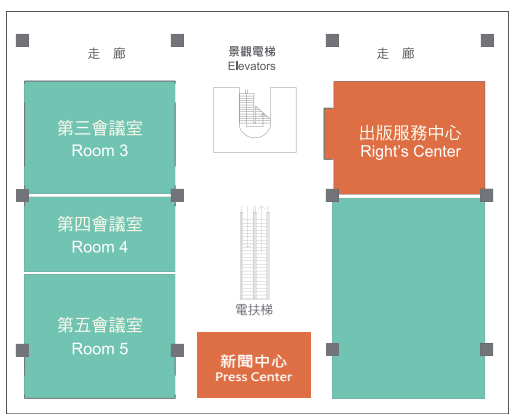 走 廊
景觀電梯
Elevators
走 廊
第三會議室
Room 3
出版服務中心
Right's Center
第四會議室
Room 4
電扶梯
第五會議室
Room 5
新聞中心
Press Center